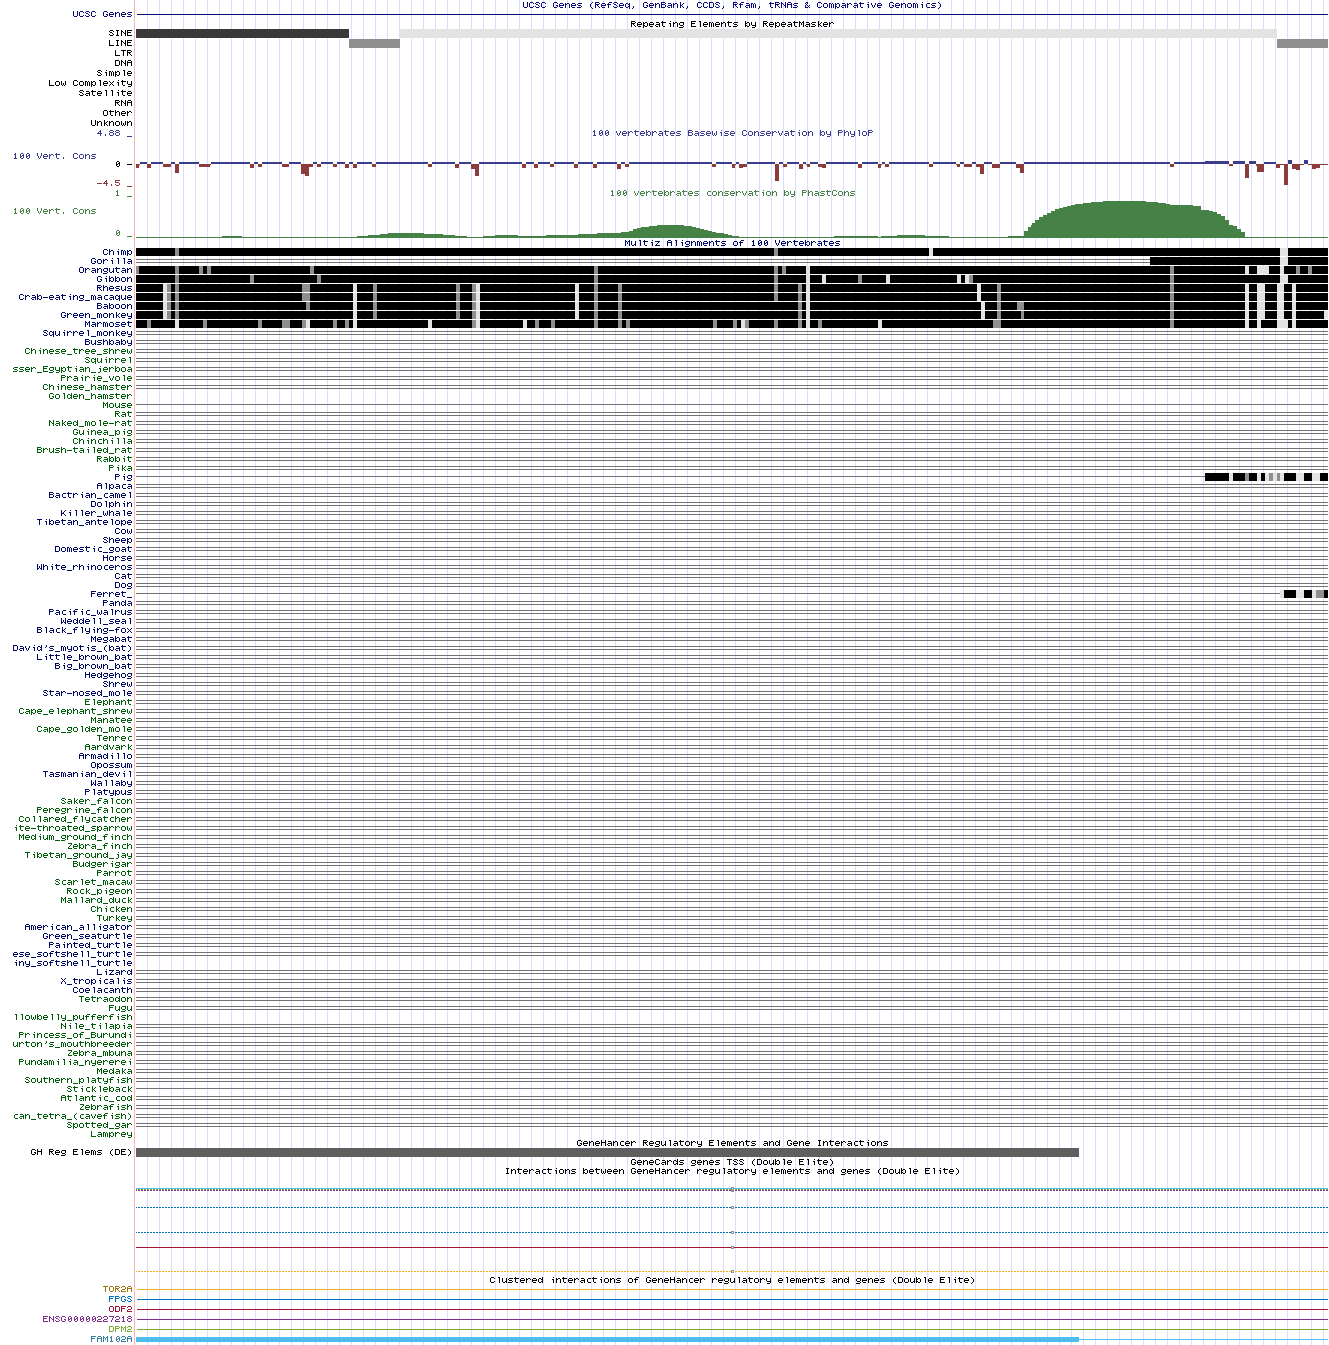 UCSC Genes (RefSeq, GenBank, CCDS, Rfam, tRNAs & Comparative Genomics)
UCSC Genes
Repeating Elements by RepeatMasker
SINE
LINE
LTR
DNA
Simple
Low Complexity
Satellite
RNA
Other
Unknown
4.88 _
100 vertebrates Basewise Conservation by PhyloP
100 Vert. Cons
0 _
-4.5 _
1 _
100 vertebrates conservation by PhastCons
100 Vert. Cons
0 _
Multiz Alignments of 100 Vertebrates
Chimp
Gorilla
Orangutan
Gibbon
Rhesus
Crab-eating_macaque
Baboon
Green_monkey
Marmoset
Squirrel_monkey
Bushbaby
Chinese_tree_shrew
Squirrel
sser_Egyptian_jerboa
Prairie_vole
Chinese_hamster
Golden_hamster
Mouse
Rat
Naked_mole-rat
Guinea_pig
Chinchilla
Brush-tailed_rat
Rabbit
Pika
Pig
Alpaca
Bactrian_camel
Dolphin
Killer_whale
Tibetan_antelope
Cow
Sheep
Domestic_goat
Horse
White_rhinoceros
Cat
Dog
Ferret_
Panda
Pacific_walrus
Weddell_seal
Black_flying-fox
Megabat
David's_myotis_(bat)
Little_brown_bat
Big_brown_bat
Hedgehog
Shrew
Star-nosed_mole
Elephant
Cape_elephant_shrew
Manatee
Cape_golden_mole
Tenrec
Aardvark
Armadillo
Opossum
Tasmanian_devil
Wallaby
Platypus
Saker_falcon
Peregrine_falcon
Collared_flycatcher
ite-throated_sparrow
Medium_ground_finch
Zebra_finch
Tibetan_ground_jay
Budgerigar
Parrot
Scarlet_macaw
Rock_pigeon
Mallard_duck
Chicken
Turkey
American_alligator
Green_seaturtle
Painted_turtle
ese_softshell_turtle
iny_softshell_turtle
Lizard
X_tropicalis
Coelacanth
Tetraodon
Fugu
llowbelly_pufferfish
Nile_tilapia
Princess_of_Burundi
urton's_mouthbreeder
Zebra_mbuna
Pundamilia_nyererei
Medaka
Southern_platyfish
Stickleback
Atlantic_cod
Zebrafish
can_tetra_(cavefish)
Spotted_gar
Lamprey
GeneHancer Regulatory Elements and Gene Interactions
GH Reg Elems (DE)
GeneCards genes TSS (Double Elite)
Interactions between GeneHancer regulatory elements and genes (Double Elite)
Clustered interactions of GeneHancer regulatory elements and genes (Double Elite)
TOR2A
FPGS
ODF2
ENSG00000227218
DPM2
FAM102A